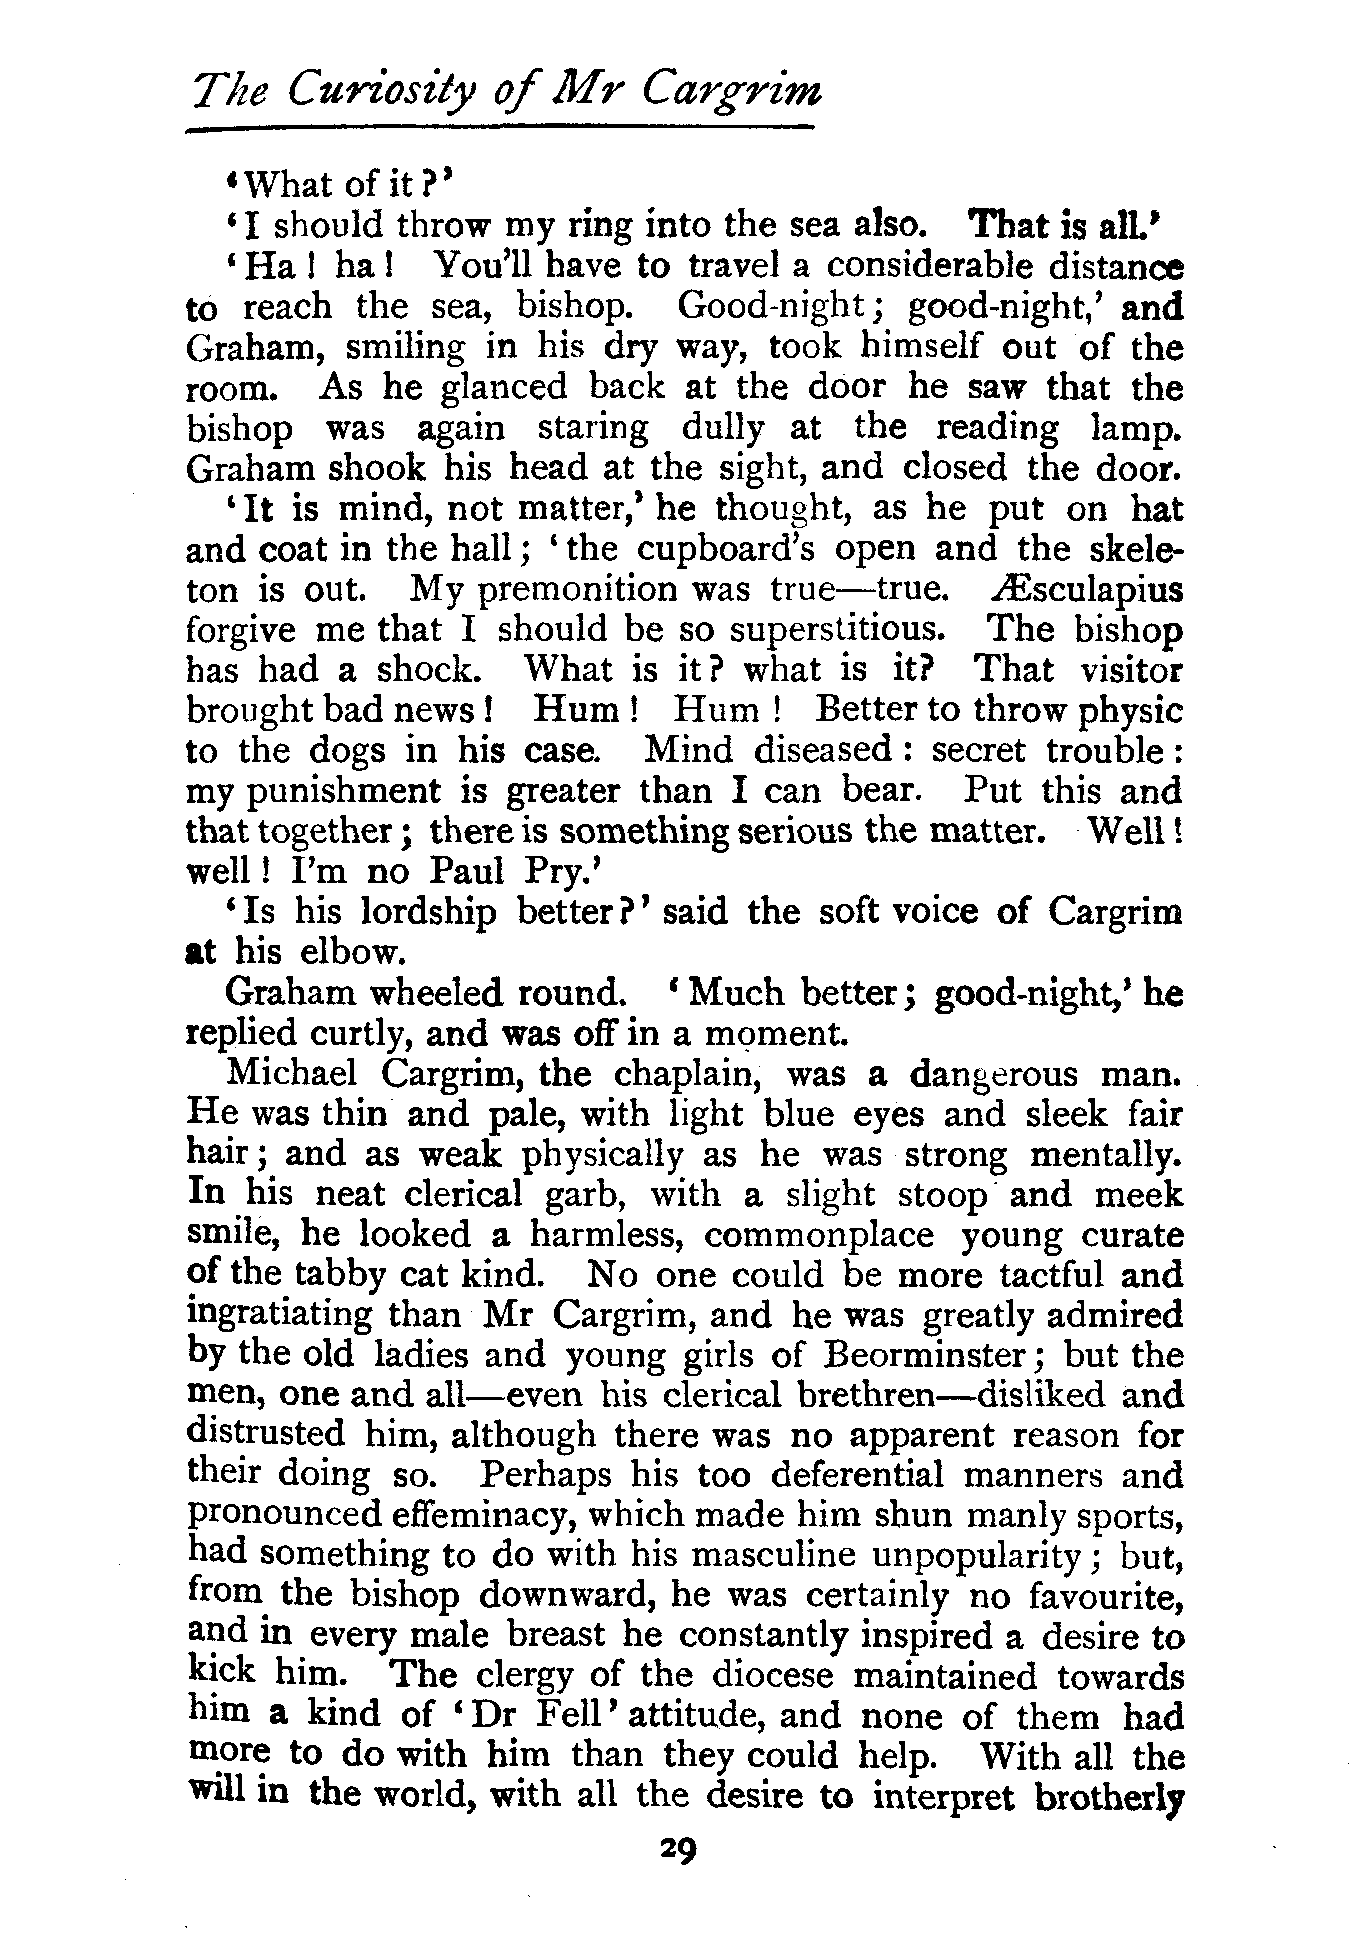 The Curiosity of Mr Cargrim
'What of it?'
'I should throw my ring into the sea also. That is all.'
'Ha! ha! You'll have to travel a considerable distance
to reach the sea, bishop. Good-night; good-night,' and
Graham, smiling in his dry way, took himself out of the
room. As he glanced back at the door he saw that the
bishop was again staring dully at the reading lamp.
Graham shook his head at the sight, and closed the door.
'It is mind, not matter,' he thought, as he put on hat
and coat in the hall; 'the cupboard's open and the skele-
ton is out. My premonition was true—true. Æsculapius
forgive me that I should be so superstitious. The bishop
has had a shock. What is it? what is it? That visitor
brought bad news! Hum! Hum! Better to throw physic
to the dogs in his case. Mind diseased: secret trouble:
my punishment is greater than I can bear. Put this and
that together; there is something serious the matter. Well!
well! I'm no Paul Pry.'
'Is his lordship better?' said the soft voice of Cargrim
at his elbow.
Graham wheeled round. 'Much better; good-night,' he
replied curtly, and was off in a moment.
Michael Cargrim, the chaplain, was a dangerous man.
He was thin and pale, with light blue eyes and sleek fair
hair; and as weak physically as he was strong mentally.
In his neat clerical garb, with a slight stoop and meek
smile, he looked a harmless, commonplace young curate
of the tabby cat kind. No one could be more tactful and
ingratiating than Mr Cargrim, and he was greatly admired
by the old ladies and young girls of Beorminster; but the
men, one and all—even his clerical brethren—disliked and
distrusted him, although there was no apparent reason for
their doing so. Perhaps his too deferential manners and
pronounced effeminacy, which made him shun manly sports,
had something to do with his masculine unpopularity; but,
from the bishop downward, he was certainly no favourite,
and in every male breast he constantly inspired a desire to
kick him. The clergy of the diocese maintained towards
him a kind of 'Dr Fell' attitude, and none of them had
more to do with him than they could help. With all the
will in the world, with all the desire to interpret brotherly
29